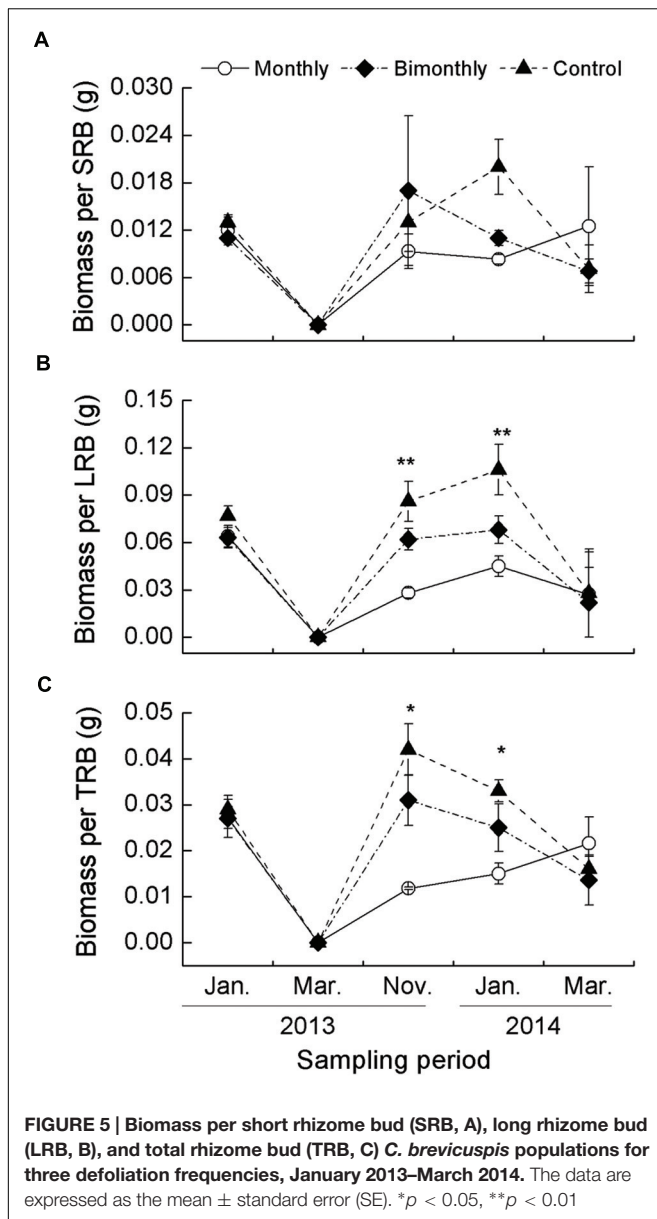 A
Monthly Bimonthly Control
Biomass per SRB (g)
0.030
0.024
0.018
0.012
0.006
0.000
B
Biomass per LRB (g)
0.15
0.12
0.09
0.06
0.03
0.00
** **
C
Biomass per TRB (g)
0.05
0.04
0.03
0.02
0.01
0.00
* *
Jan. Mar. Nov. Jan. Mar.
2013 2014
Sampling period
FIGURE 5 | Biomass per short rhizome bud (SRB, A), long rhizome bud
(LRB, B), and total rhizome bud (TRB, C) C. brevicuspis populations for
three defoliation frequencies, January 2013–March 2014. The data are
expressed as the mean ± standard error (SE). *p < 0.05, **p < 0.01